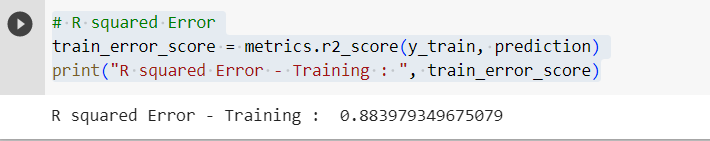 # R squared Error
train_error_score = metrics.r2_score(y_train, prediction)
print("R squared Error - Training : ", train_error_score)
R squared Error - Training :  0.883979349675079